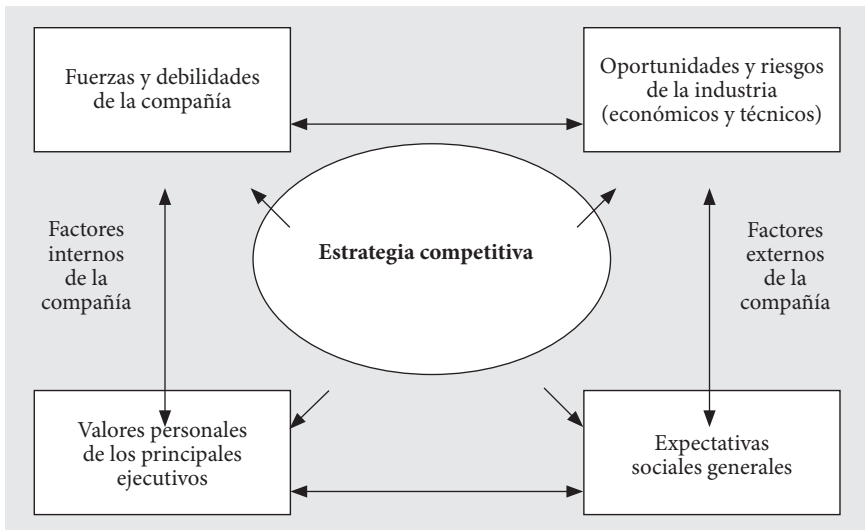 Fuerzas y debilidades
de la compañía
Oportunidades y riesgos
de la industria
(económicos y técnicos)
Factores
internos
de la
compañía
Estrategia competitiva
Factores
externos
de la
compañía
Valores personales
de los principales
ejecutivos
Expectativas
sociales generales